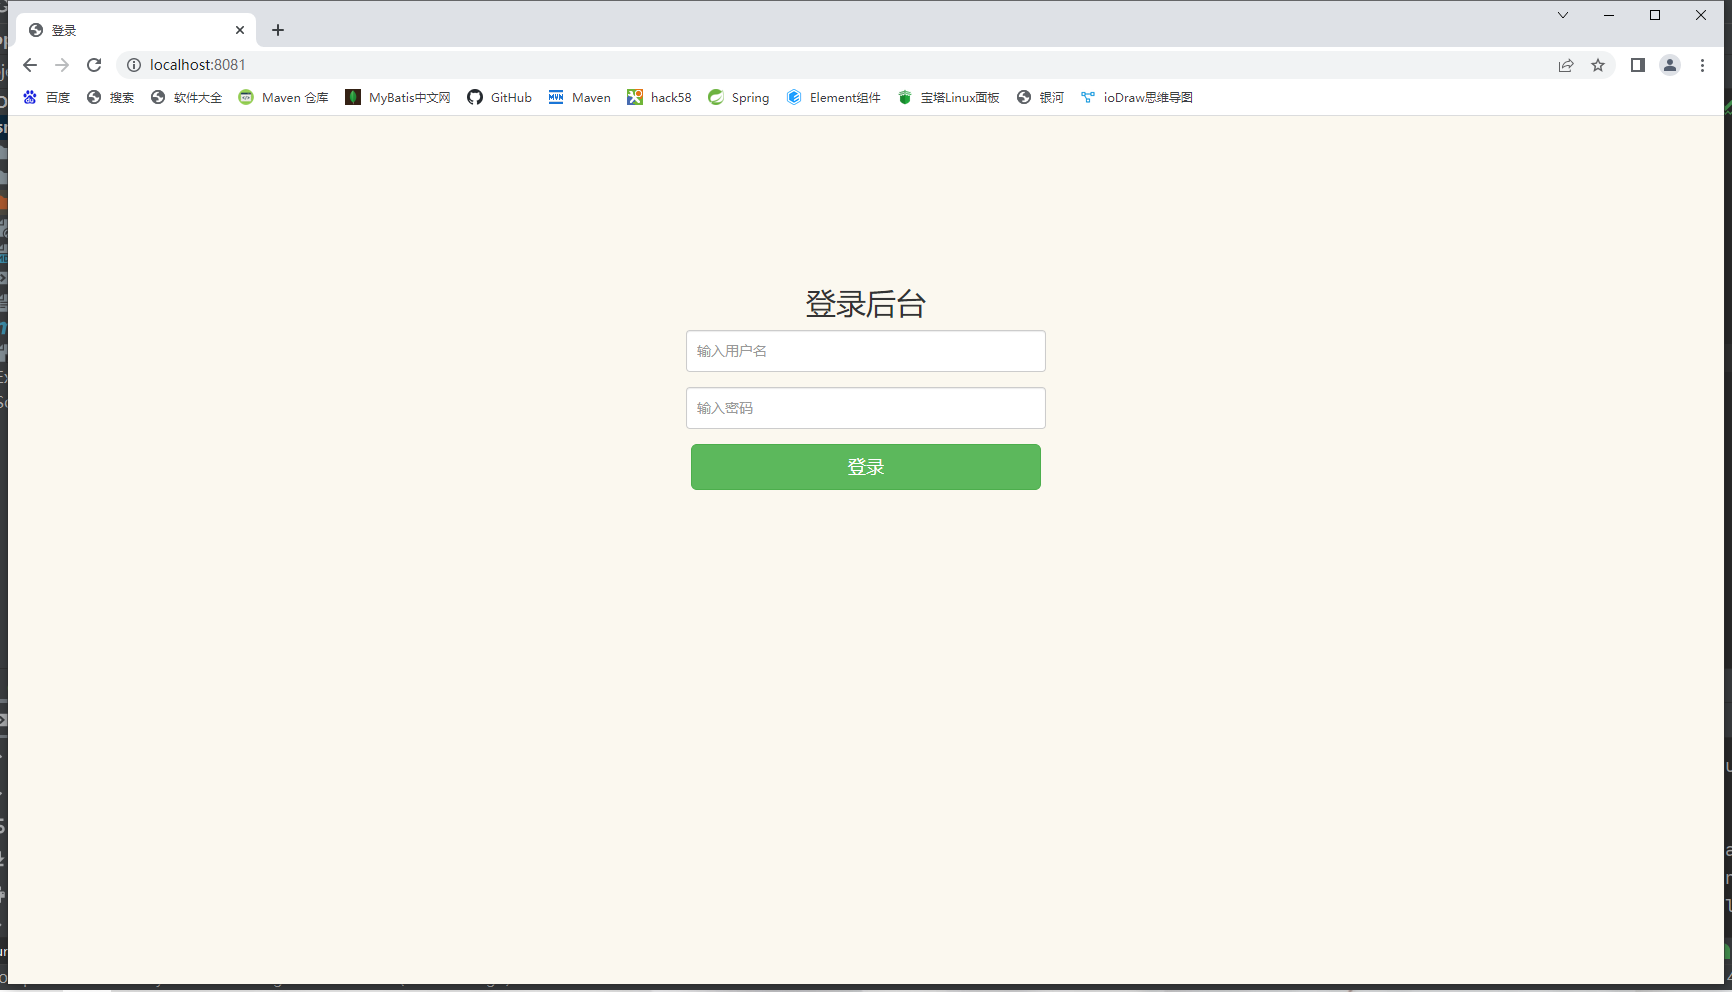 登录
localhost:8081
百度 搜索 软件大全 Maven 仓库 MyBatis中文网 GitHub Maven hack58 Spring Element组件 宝塔Linux面板 银河 ioDraw思维导图
登录后台
输入用户名
输入密码
登录